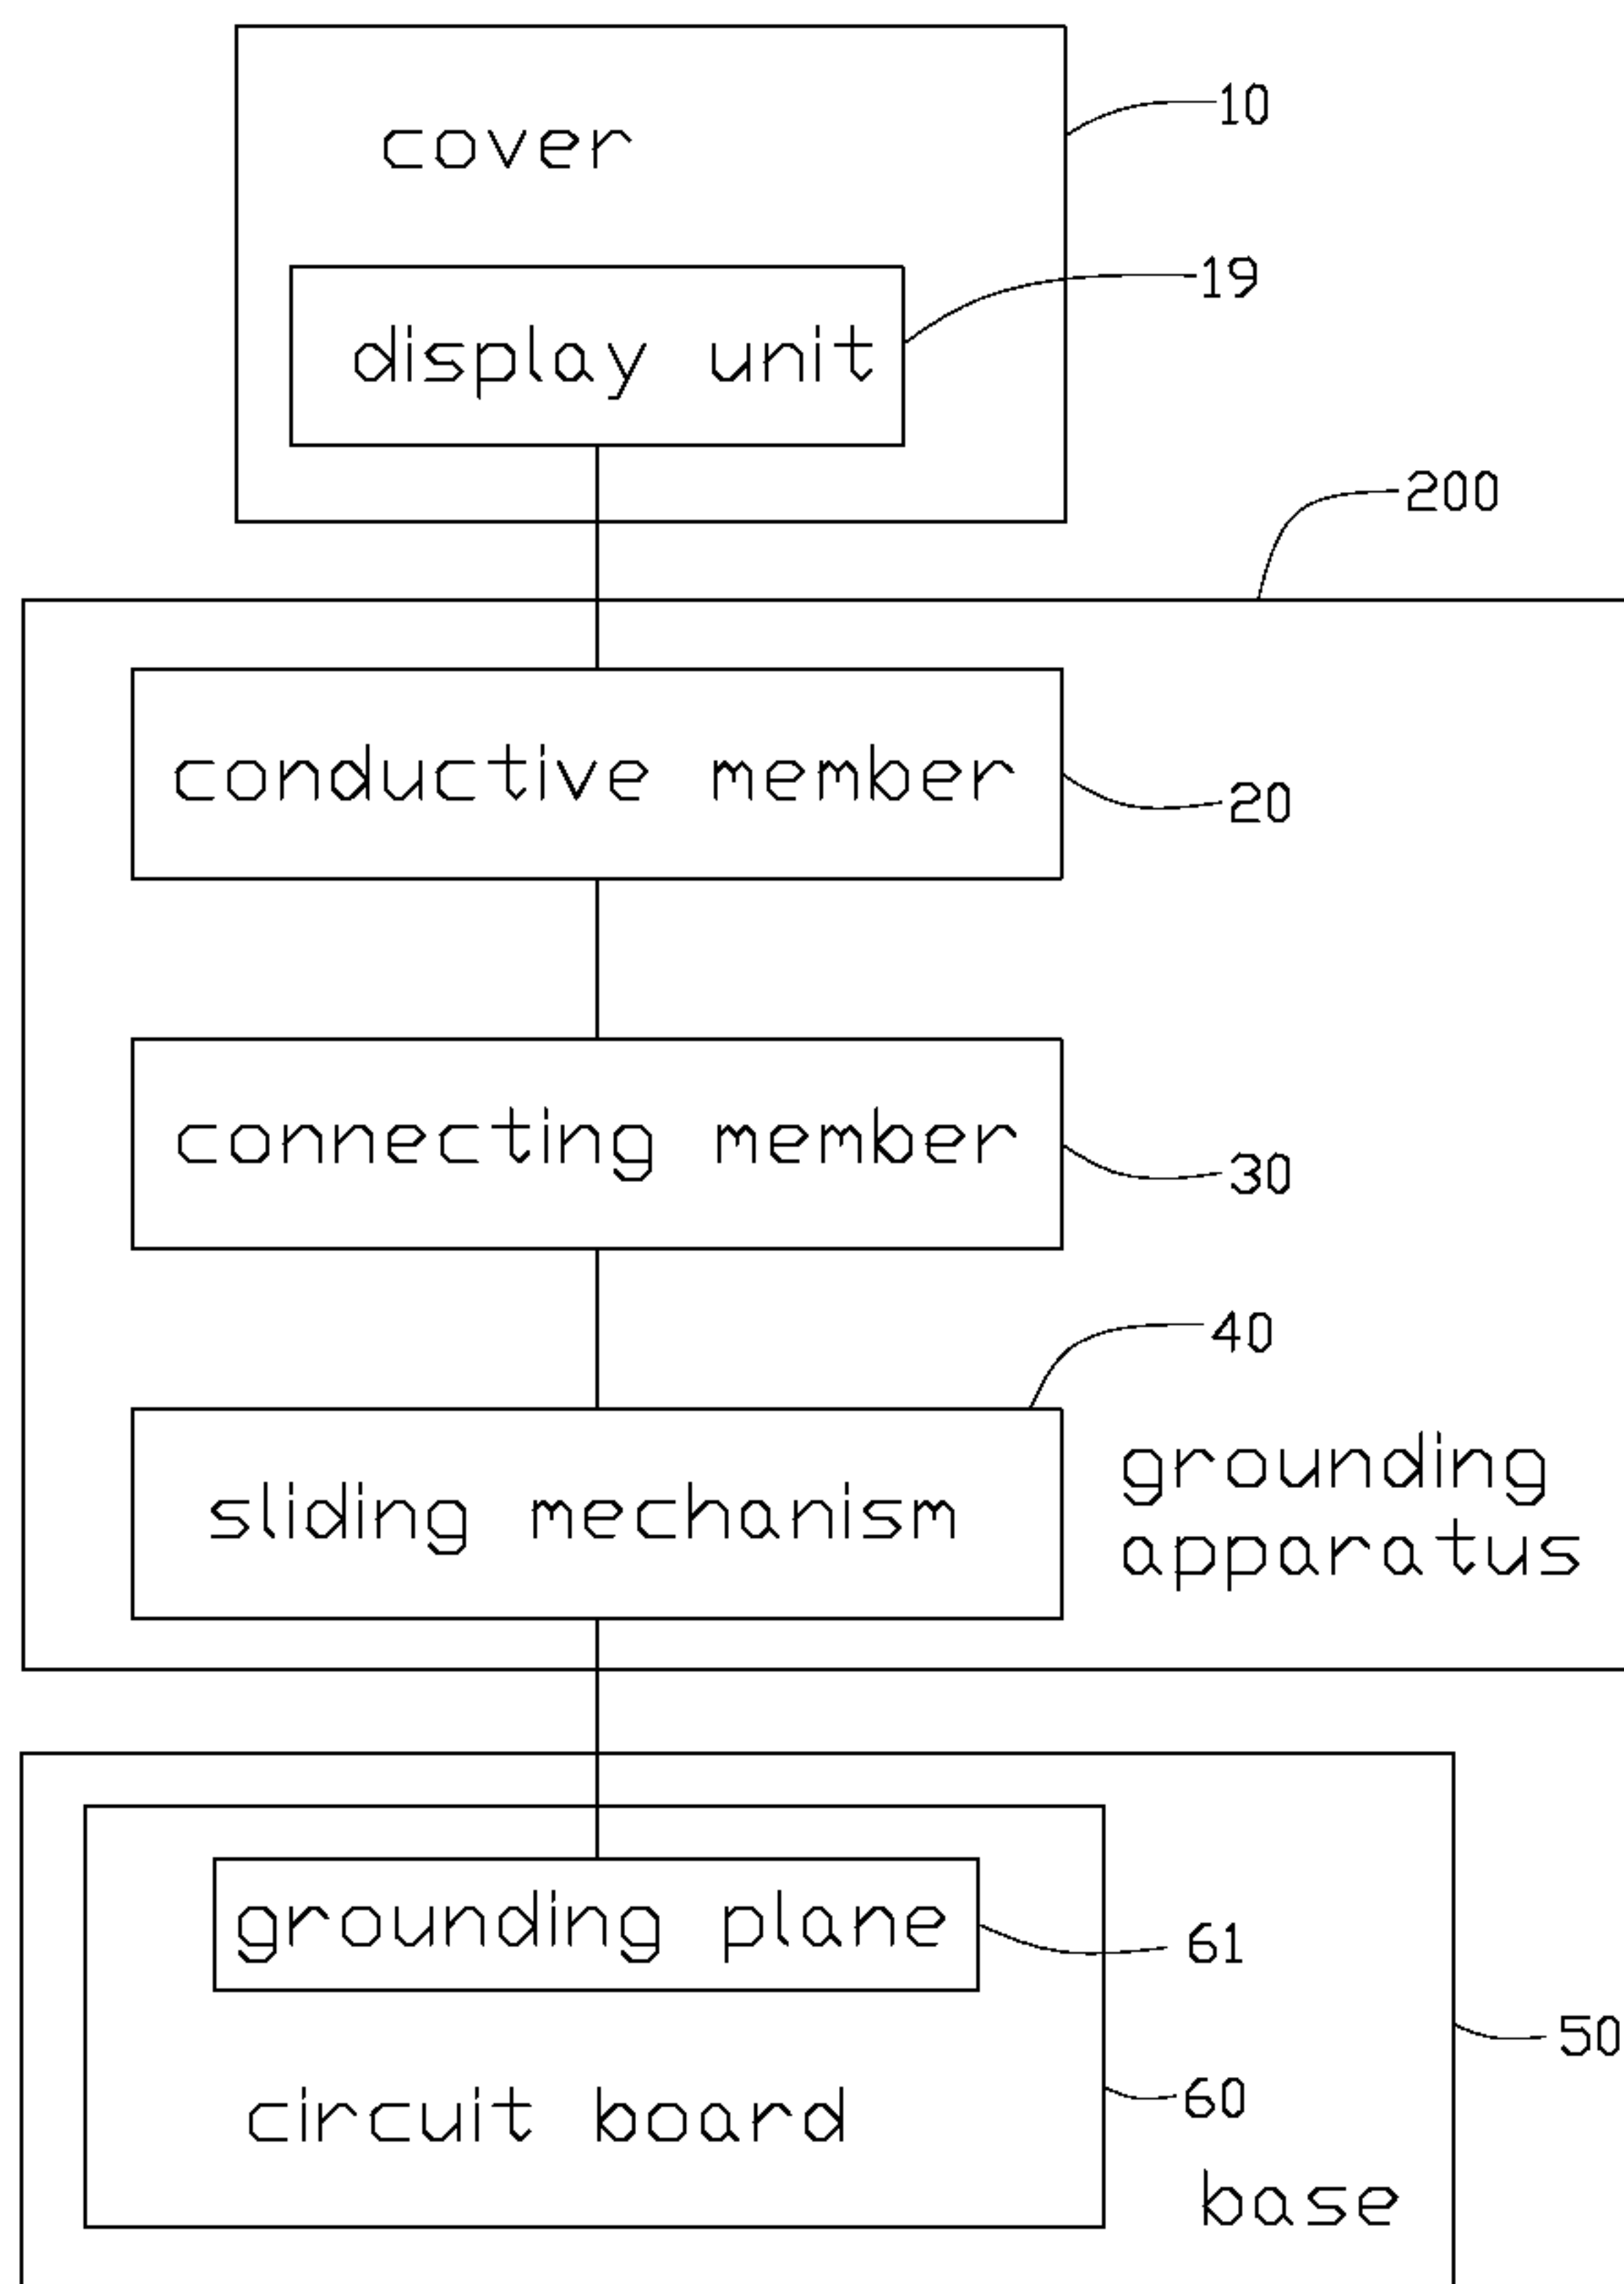 cover
10
display unit
19
200
conductive member
20
connecting member
30
40
sliding mechanism
grounding
apparatus
grounding plane
61
50
circuit board
60
base